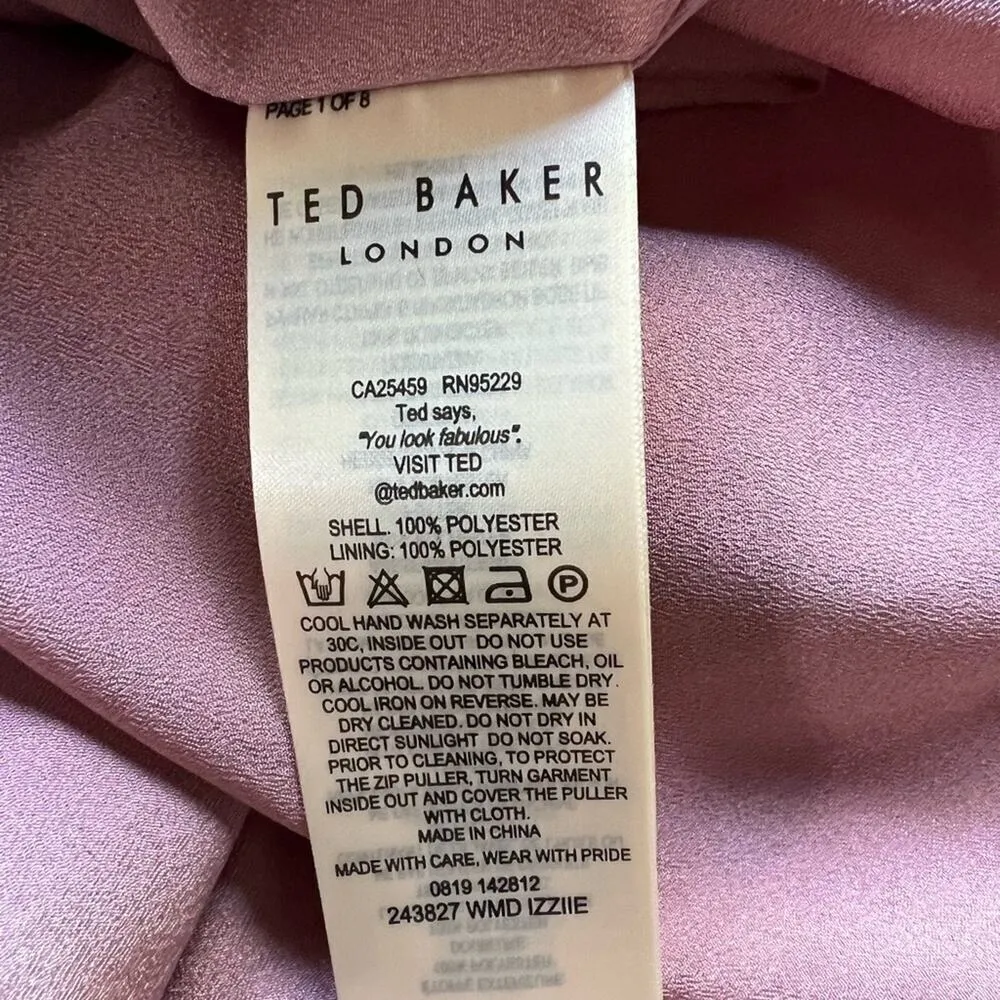 PAGE 1 OF 8
TED BAKER
LONDON
CA25459 RN95229
Ted says,
"You look fabulous".
VISIT TED
@tedbaker.com
SHELL. 100% POLYESTER
LINING: 100% POLYESTER
P
COOL HAND WASH SEPARATELY AT
30C, INSIDE OUT DO NOT USE
PRODUCTS CONTAINING BLEACH, OIL
OR ALCOHOL. DO NOT TUMBLE DRY.
COOL IRON ON REVERSE. MAY BE
DRY CLEANED. DO NOT DRY IN
DIRECT SUNLIGHT DO NOT SOAK.
PRIOR TO CLEANING, TO PROTECT
THE ZIP PULLER, TURN GARMENT
INSIDE OUT AND COVER THE PULLER
WITH CLOTH.
MADE IN CHINA
MADE WITH CARE, WEAR WITH PRIDE
0819 142812
243827 WMD IZZIIE